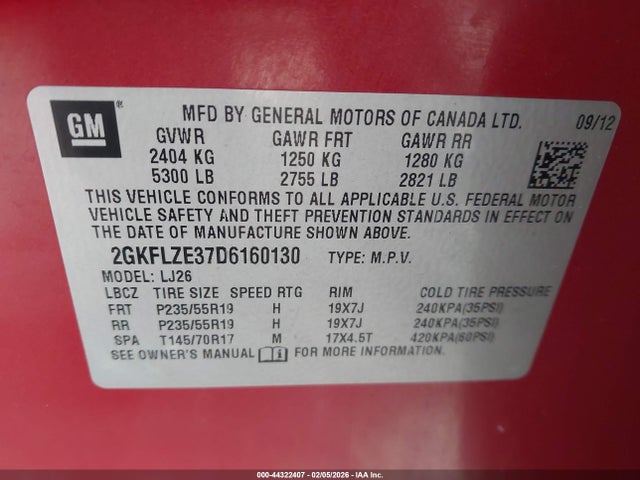 GM®
MFD BY GENERAL MOTORS OF CANADA LTD. 09/12
GVWR GAWR FRT GAWR RR
2404 KG 1250 KG 1280 KG
5300 LB 2755 LB 2821 LB
THIS VEHICLE CONFORMS TO ALL APPLICABLE U.S. FEDERAL MOTOR
VEHICLE SAFETY AND THEFT PREVENTION STANDARDS IN EFFECT ON
THE DATE OF MANUFACTURE SHOWN ABOVE.
2GKFLZE37D6160130 TYPE: M.P.V.
MODEL: LJ26
LBCZ TIRE SIZE SPEED RTG RIM COLD TIRE PRESSURE
FRT P235/55R19 H 19X7J 240KPA(35PSI)
RR P235/55R19 H 19X7J 240KPA(35PSI)
SPA T145/70R17 M 17X4.5T 420KPA(60PSI)
SEE OWNER'S MANUAL FOR MORE INFORMATION.
000-44322407 - 02/05/2026 - IAA Inc.